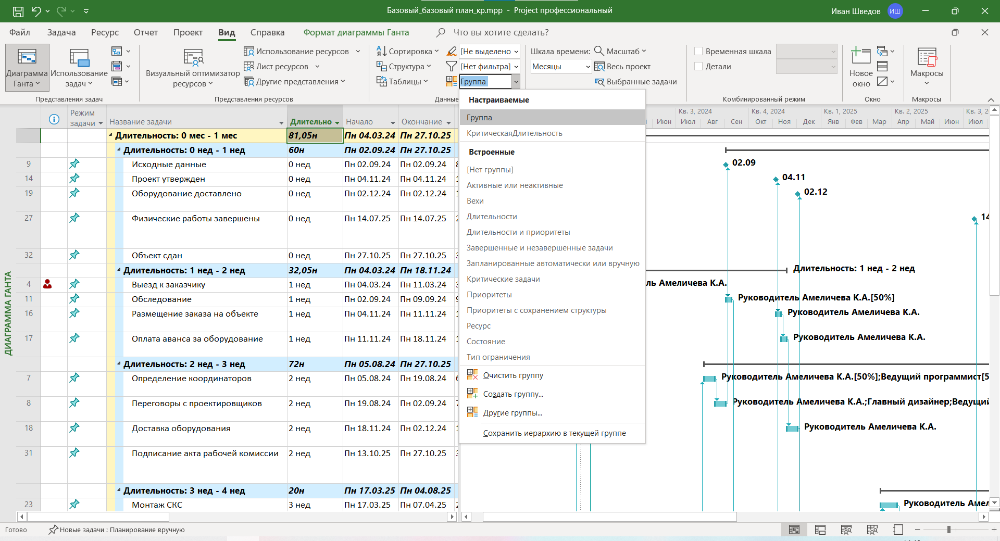 Базовый_базовый план_кр.mpp - Project профессиональный
Иван Шведов ИШ
Файл Задача Ресурс Отчет Проект Вид Справка Формат диаграммы Ганта Что вы хотите сделать?
Диаграмма Ганта
Использование задач
Представления задач
Визуальный оптимизатор ресурсов
Использование ресурсов
Лист ресурсов
Другие представления
Представления ресурсов
Сортировка
Структура
Таблицы
[Не выделено
[Нет фильтра]
Группа
Данные
Шкала времени:
Месяцы
Масштаб
Весь проект
Выбранные задачи
Временная шкала
Детали
Комбинированный режим
Новое окно
Окно
Макросы
Макросы
Настраиваемые
Группа
КритическаяДлительность
Встроенные
[Нет группы]
Активные или неактивные
Вехи
Длительности
Длительности и приоритеты
Завершенные и незавершенные задачи
Запланированные автоматически или вручную
Критические задачи
Приоритеты
Приоритеты с сохранением структуры
Ресурс
Состояние
Тип ограничения
Очистить группу
Создать группу...
Другие группы...
Сохранить иерархию в текущей группе
ДИАГРАММА ГАНТА
Режим задачи Название задачи Длительно Начало Окончание
Длительность: 0 мес - 1 мес 81,05н Пн 04.03.24 Пн 27.10.25
Длительность: 0 нед - 1 нед 60н Пн 02.09.24 Пн 27.10.25
9 Исходные данные 0 нед Пн 02.09.24 Пн 02.09.24
14 Проект утвержден 0 нед Пн 04.11.24 Пн 04.11.24
19 Оборудование доставлено 0 нед Пн 02.12.24 Пн 02.12.24
27 Физические работы завершены 0 нед Пн 14.07.25 Пн 14.07.25
32 Объект сдан 0 нед Пн 27.10.25 Пн 27.10.25
Длительность: 1 нед - 2 нед 32,05н Пн 04.03.24 Пн 18.11.24
4 Выезд к заказчику 1 нед Пн 04.03.24 Пн 11.03.24
11 Обследование 1 нед Пн 02.09.24 Пн 09.09.24
16 Размещение заказа на объекте 1 нед Пн 04.11.24 Пн 11.11.24
17 Оплата аванса за оборудование 1 нед Пн 11.11.24 Пн 18.11.24
Длительность: 2 нед - 3 нед 72н Пн 05.08.24 Пн 27.10.25
7 Определение координаторов 2 нед Пн 05.08.24 Пн 19.08.24
8 Переговоры с проектировщиков 2 нед Пн 19.08.24 Пн 02.09.24
18 Доставка оборудования 2 нед Пн 18.11.24 Пн 02.12.24
31 Подписание акта рабочей комиссии 2 нед Пн 13.10.25 Пн 27.10.25
Длительность: 3 нед - 4 нед 20н Пн 17.03.25 Пн 04.08.25
23 Монтаж СКС 3 нед Пн 17.03.25 Пн 07.04.25
Кв. 3, 2024 Кв. 4, 2024 Кв. 1, 2025 Кв. 2, 2025 Кв. 3, 2
Июн Июл Авг Сен Окт Ноя Дек Янв Фев Мар Апр Май Июн Июл
02.09
04.11
02.12
14
Длительность: 1 нед - 2 нед
ль Амеличева К.А.
Руководитель Амеличева К.А.[50%]
Руководитель Амеличева К.А.
Руководитель Амеличева К.А.
Руководитель Амеличева К.А.[50%];Ведущий программист[5
Руководитель Амеличева К.А.;Главный дизайнер;Ведущий
Руководитель Амеличева К.А.
Руководитель Амел
Готово Новые задачи : Планирование вручную